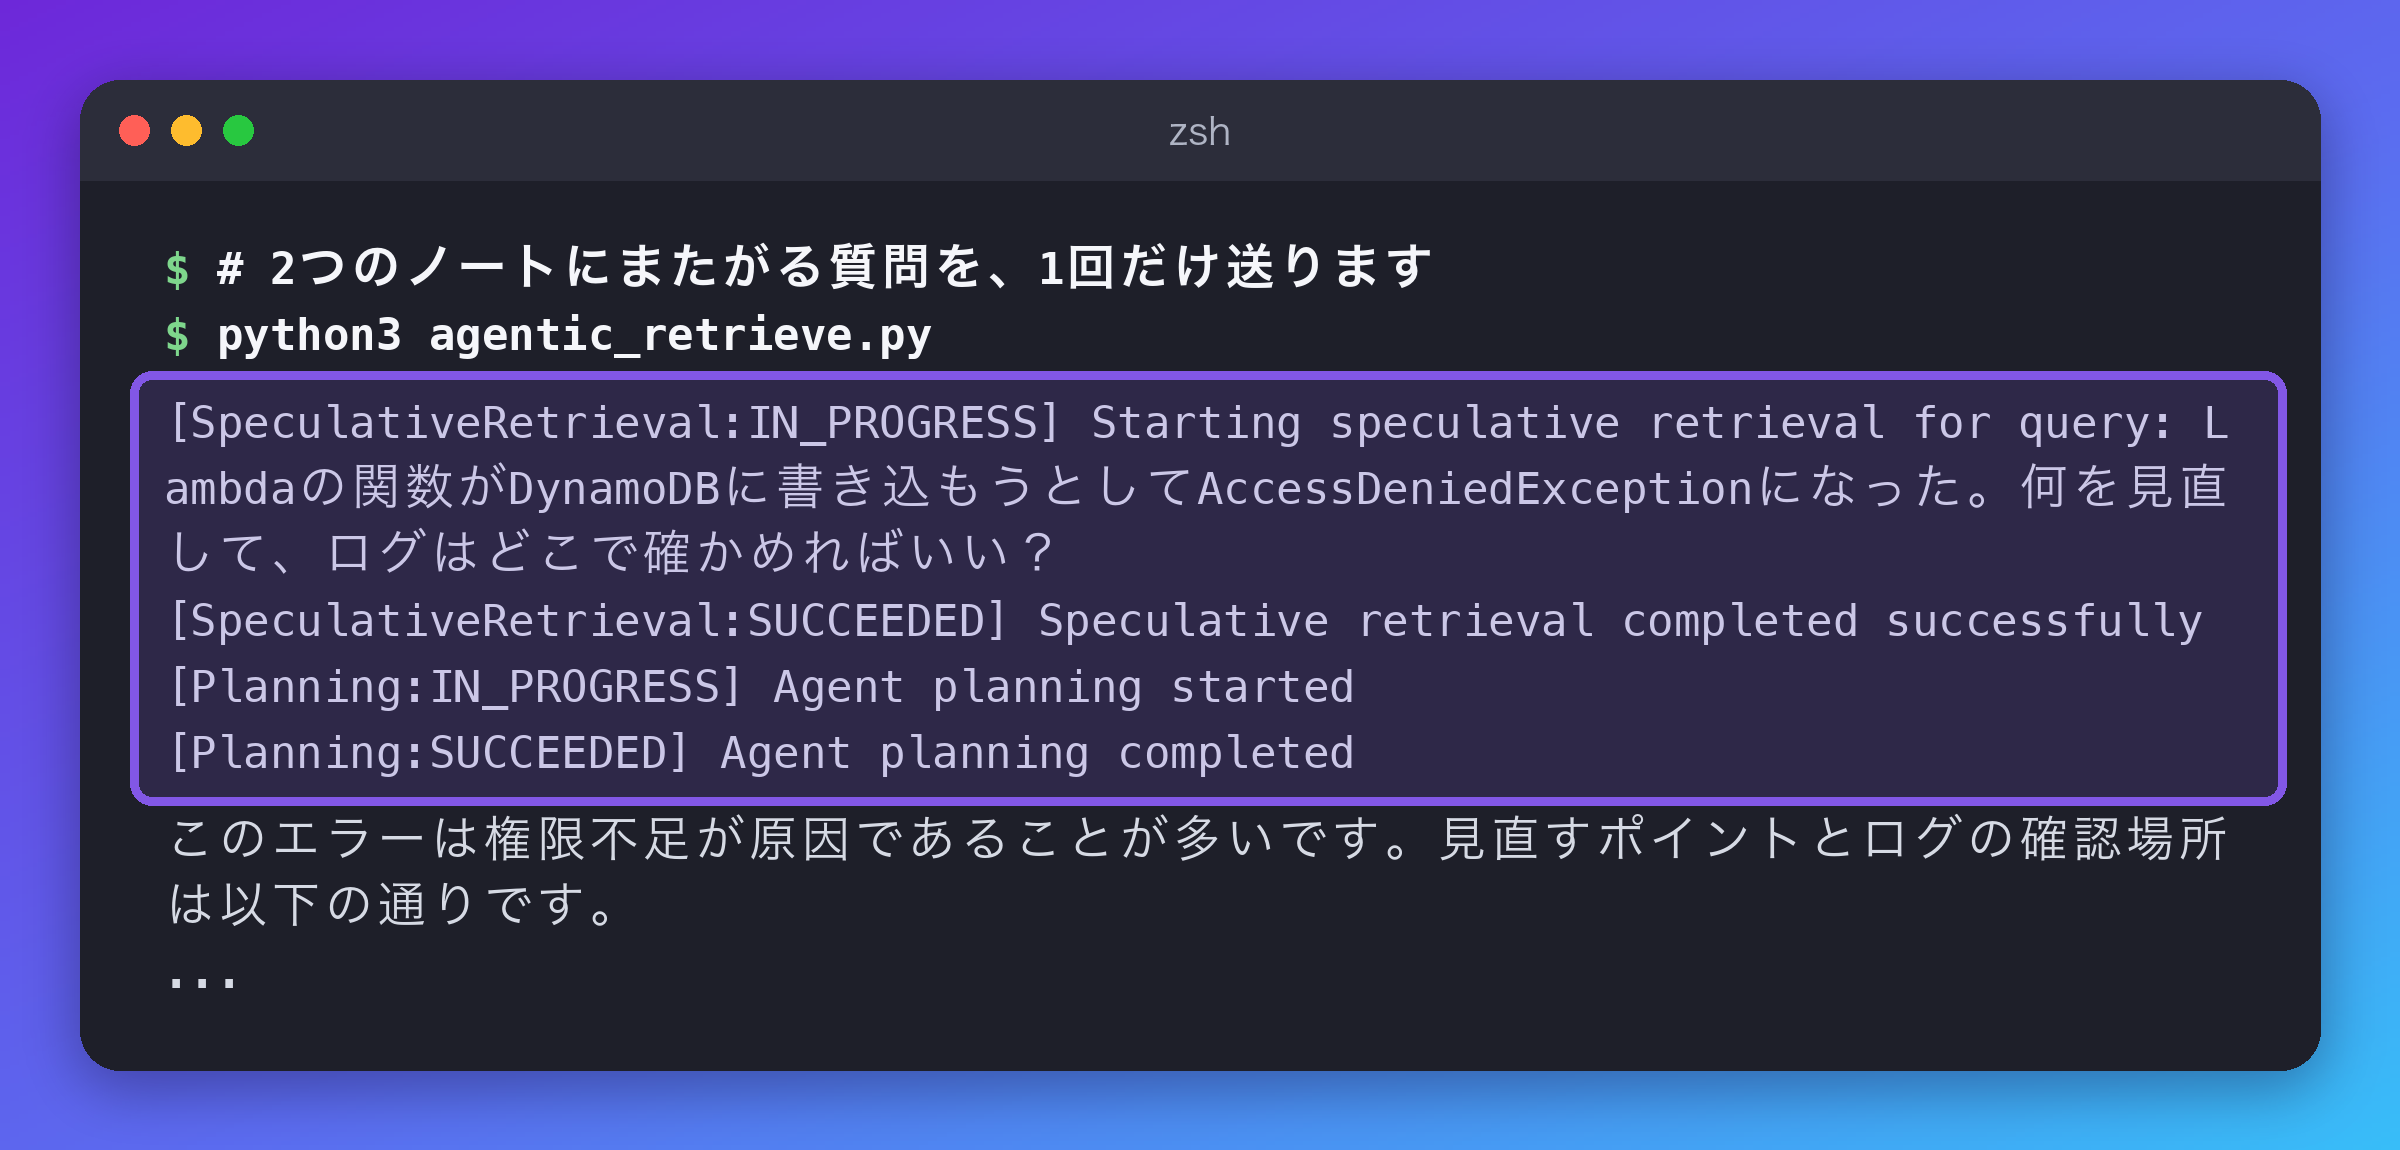 zsh
$ # 2つのノートにまたがる質問を、1回だけ送ります
$ python3 agentic_retrieve.py
[SpeculativeRetrieval:IN_PROGRESS] Starting speculative retrieval for query: L
ambdaの関数がDynamoDBに書き込もうとしてAccessDeniedExceptionになった。何を見直
して、ログはどこで確かめればいい？
[SpeculativeRetrieval:SUCCEEDED] Speculative retrieval completed successfully
[Planning:IN_PROGRESS] Agent planning started
[Planning:SUCCEEDED] Agent planning completed
このエラーは権限不足が原因であることが多いです。見直すポイントとログの確認場所
は以下の通りです。
...